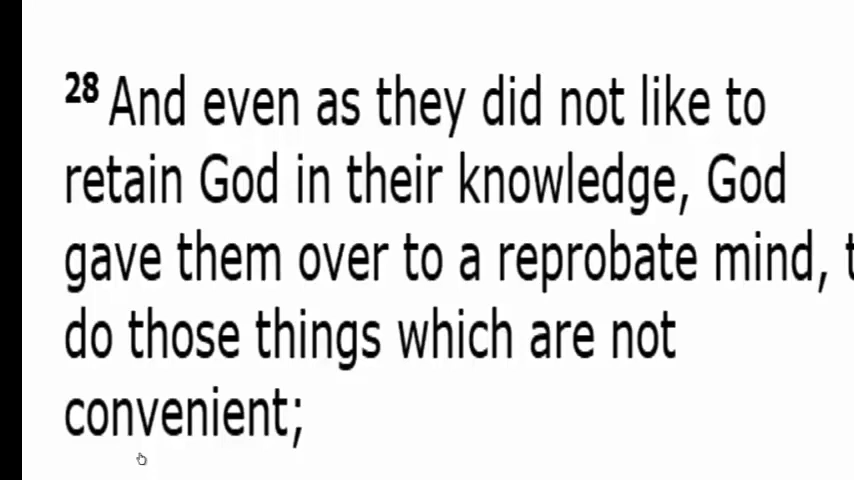 28 And even as they did not like to
retain God in their knowledge, God
gave them over to a reprobate mind, t
do those things which are not
convenient;